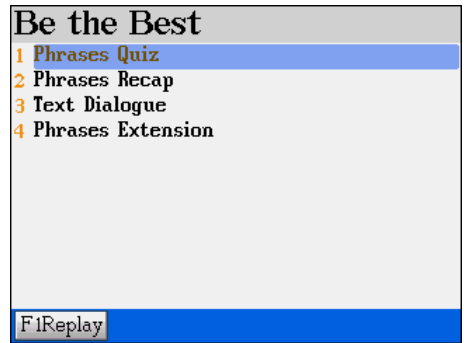 Be the Best
1 Phrases Quiz
2 Phrases Recap
3 Text Dialogue
4 Phrases Extension
F1Replay